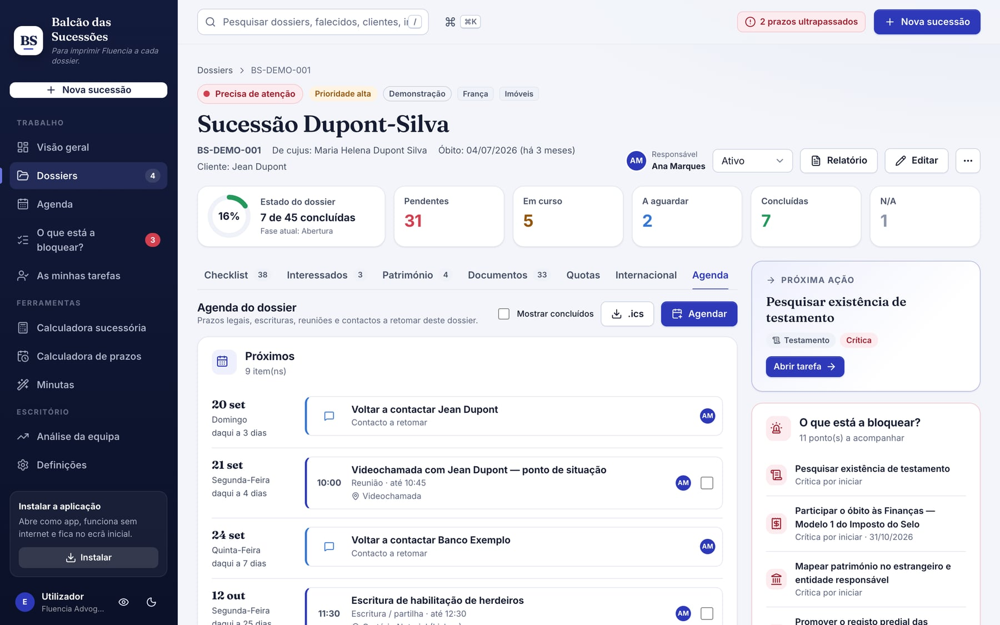 BS
Balcão das
Sucessões
Para imprimir Fluencia a cada
dossier.
Nova sucessão
TRABALHO
Visão geral
Dossiers 4
Agenda
O que está a
bloquear? 3
As minhas tarefas
FERRAMENTAS
Calculadora sucessória
Calculadora de prazos
Minutas
ESCRITÓRIO
Análise da equipa
Definições
Instalar a aplicação
Abre como app, funciona sem
internet e fica no ecrã inicial.
Instalar
E
Utilizador
Fluencia Advog...
Pesquisar dossiers, falecidos, clientes, /
⌘ ⌘K
2 prazos ultrapassados
Nova sucessão
Dossiers > BS-DEMO-001
Precisa de atenção Prioridade alta Demonstração França Imóveis
Sucessão Dupont-Silva
BS-DEMO-001 De cujus: Maria Helena Dupont Silva Óbito: 04/07/2026 (há 3 meses)
Cliente: Jean Dupont
AM
Responsável
Ana Marques
Ativo
Relatório
Editar
16%
Estado do dossier
7 de 45 concluídas
Fase atual: Abertura
Pendentes
31
Em curso
5
A aguardar
2
Concluídas
7
N/A
1
Checklist 38 Interessados 3 Património 4 Documentos 33 Quotas Internacional Agenda
Agenda do dossier
Prazos legais, escrituras, reuniões e contactos a retomar deste dossier.
Mostrar concluídos
.ics
Agendar
Próximos
9 item(ns)
20 set
Domingo
daqui a 3 dias
Voltar a contactar Jean Dupont
Contacto a retomar
AM
21 set
Segunda-Feira
daqui a 4 dias
10:00
Videochamada com Jean Dupont — ponto de situação
Reunião · até 10:45
Videochamada
AM
24 set
Quinta-Feira
daqui a 7 dias
Voltar a contactar Banco Exemplo
Contacto a retomar
AM
12 out
Segunda-Feira
daqui a 25 dias
11:30
Escritura de habilitação de herdeiros
Escritura / partilha · até 12:30
AM
PRÓXIMA AÇÃO
Pesquisar existência de
testamento
Testamento Crítica
Abrir tarefa
O que está a bloquear?
11 ponto(s) a acompanhar
Pesquisar existência de testamento
Crítica por iniciar
Participar o óbito às Finanças —
Modelo 1 do Imposto do Selo
Crítica por iniciar · 31/10/2026
Mapear património no estrangeiro e
entidade responsável
Crítica por iniciar
Promover o registo predial das